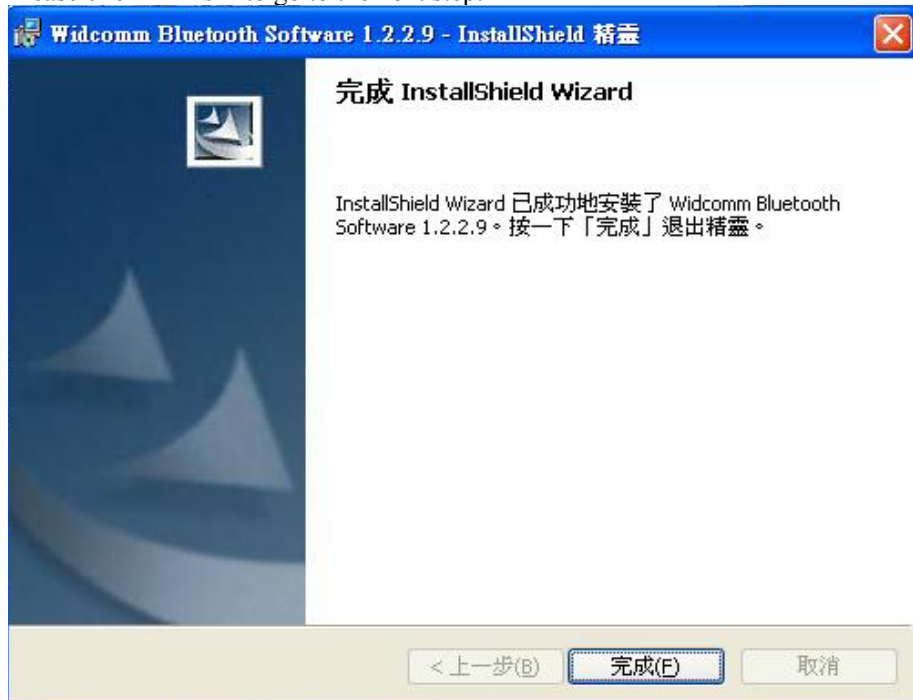 Widcomm Bluetooth Software 1.2.2.9 - InstallShield 精靈
完成 InstallShield Wizard
InstallShield Wizard 已成功地安裝了 Widcomm Bluetooth
Software 1.2.2.9。按一下「完成」退出精靈。
<上一步(B)
完成(F)
取消